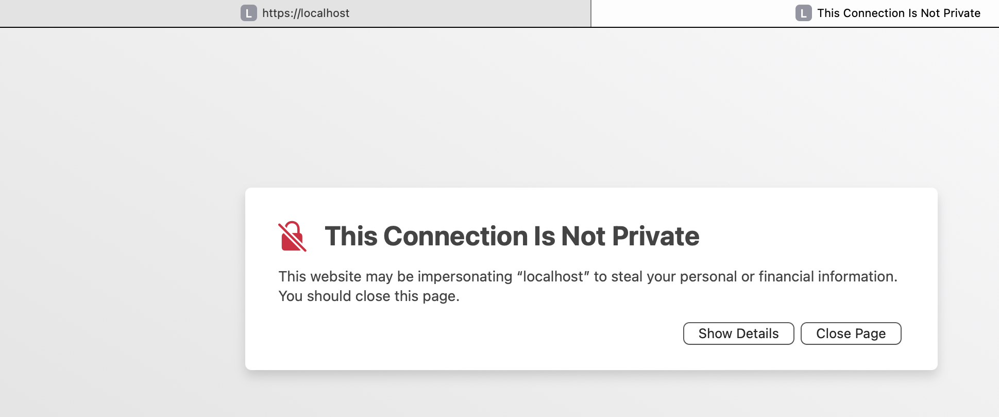 L https://localhost
L This Connection Is Not Private
This Connection Is Not Private
This website may be impersonating “localhost” to steal your personal or financial information.
You should close this page.
Show Details
Close Page